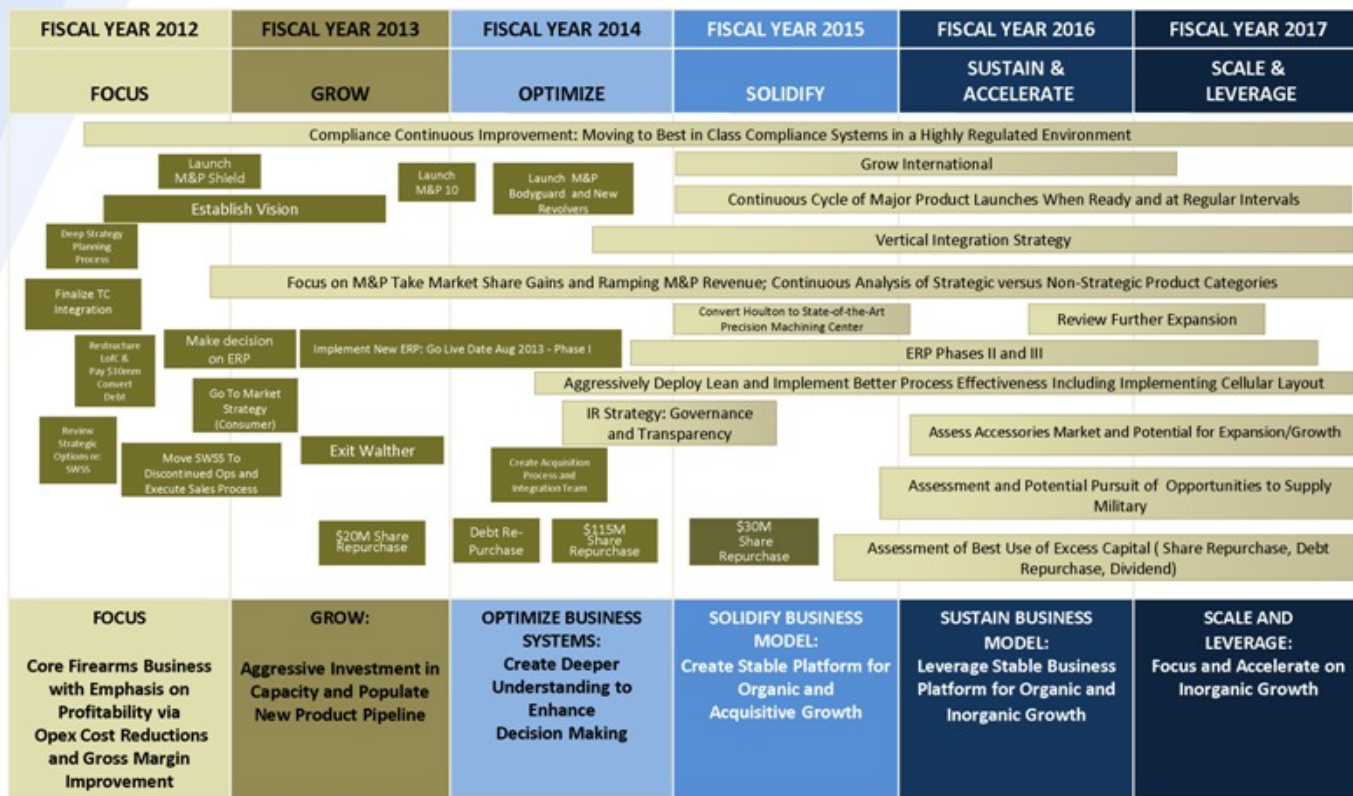 FISCAL YEAR 2012
FISCAL YEAR 2013
FISCAL YEAR 2014
FISCAL YEAR 2015
FISCAL YEAR 2016
FISCAL YEAR 2017
FOCUS
GROW
OPTIMIZE
SOLIDIFY
SUSTAIN &
ACCELERATE
SCALE &
LEVERAGE
Compliance Continuous Improvement: Moving to Best in Class Compliance Systems in a Highly Regulated Environment
Launch
M&P Shield
Launch
M&P 10
Launch M&P
Bodyguard and New
Revolvers
Grow International
Establish Vision
Continuous Cycle of Major Product Launches When Ready and at Regular Intervals
Deep Strategy
Planning
Process
Vertical Integration Strategy
Finalize TC
Integration
Focus on M&P Take Market Share Gains and Ramping M&P Revenue; Continuous Analysis of Strategic versus Non-Strategic Product Categories
Convert Houlton to State-of-the-Art
Precision Machining Center
Review Further Expansion
Restructure
LofC &
Pay $30mm
Convert
Debt
Make decision
on ERP
Implement New ERP: Go Live Date Aug 2013 - Phase I
ERP Phases II and III
Go To Market
Strategy
(Consumer)
Aggressively Deploy Lean and Implement Better Process Effectiveness Including Implementing Cellular Layout
IR Strategy: Governance
and Transparency
Review
Strategic
Options re:
SWSS
Move SWSS To
Discontinued Ops and
Execute Sales Process
Exit Walther
Create Acquisition
Process and
Integration Team
Assess Accessories Market and Potential for Expansion/Growth
Assessment and Potential Pursuit of Opportunities to Supply
Military
$20M Share
Repurchase
Debt Re-
Purchase
$115M
Share
Repurchase
$30M
Share
Repurchase
Assessment of Best Use of Excess Capital ( Share Repurchase, Debt
Repurchase, Dividend)
FOCUS
Core Firearms Business
with Emphasis on
Profitability via
Opex Cost Reductions
and Gross Margin
Improvement
GROW:
Aggressive Investment in
Capacity and Populate
New Product Pipeline
OPTIMIZE BUSINESS
SYSTEMS:
Create Deeper
Understanding to
Enhance
Decision Making
SOLIDIFY BUSINESS
MODEL:
Create Stable Platform for
Organic and
Acquisitive Growth
SUSTAIN BUSINESS
MODEL:
Leverage Stable Business
Platform for Organic and
Inorganic Growth
SCALE AND
LEVERAGE:
Focus and Accelerate on
Inorganic Growth